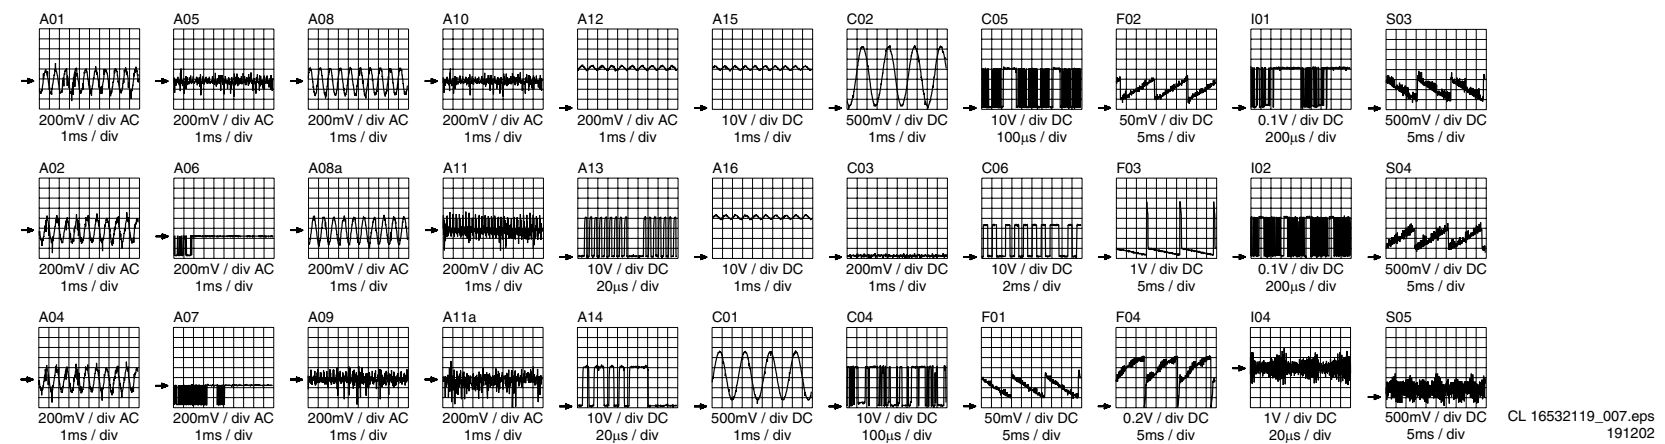 A01 A05 A08 A10 A12 A15 C02 C05 F02 I01 S03
200mV / div AC 200mV / div AC 200mV / div AC 200mV / div AC 200mV / div AC 10V / div DC 500mV / div DC 10V / div DC 50mV / div DC 0.1V / div DC 500mV / div DC
1ms / div 1ms / div 1ms / div 1ms / div 1ms / div 1ms / div 1ms / div 100µs / div 5ms / div 200µs / div 5ms / div
A02 A06 A08a A11 A13 A16 C03 C06 F03 I02 S04
200mV / div AC 200mV / div AC 200mV / div AC 200mV / div AC 10V / div DC 10V / div DC 200mV / div DC 10V / div DC 1V / div DC 0.1V / div DC 500mV / div DC
1ms / div 1ms / div 1ms / div 1ms / div 20µs / div 1ms / div 1ms / div 2ms / div 5ms / div 200µs / div 5ms / div
A04 A07 A09 A11a A14 C01 C04 F01 F04 I04 S05
200mV / div AC 200mV / div AC 200mV / div AC 200mV / div AC 10V / div DC 500mV / div DC 10V / div DC 50mV / div DC 0.2V / div DC 1V / div DC 500mV / div DC
1ms / div 1ms / div 1ms / div 1ms / div 20µs / div 1ms / div 100µs / div 5ms / div 5ms / div 20µs / div 5ms / div
CL 16532119_007.eps
191202